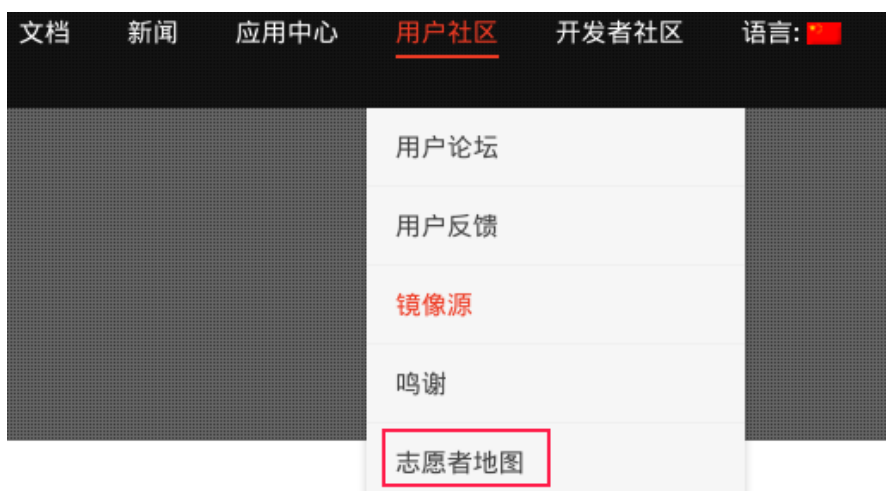 文档 新闻 应用中心 用户社区 开发者社区 语言:
用户论坛
用户反馈
镜像源
鸣谢
志愿者地图